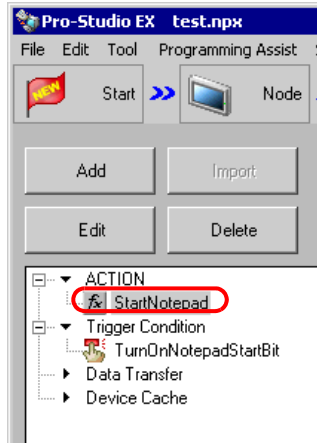 Pro-Studio EX test.npx
File Edit Tool Programming Assist
NEW Start Node
Add Import
Edit Delete
ACTION
fx StartNotepad
Trigger Condition
TurnOnNotepadStartBit
Data Transfer
Device Cache